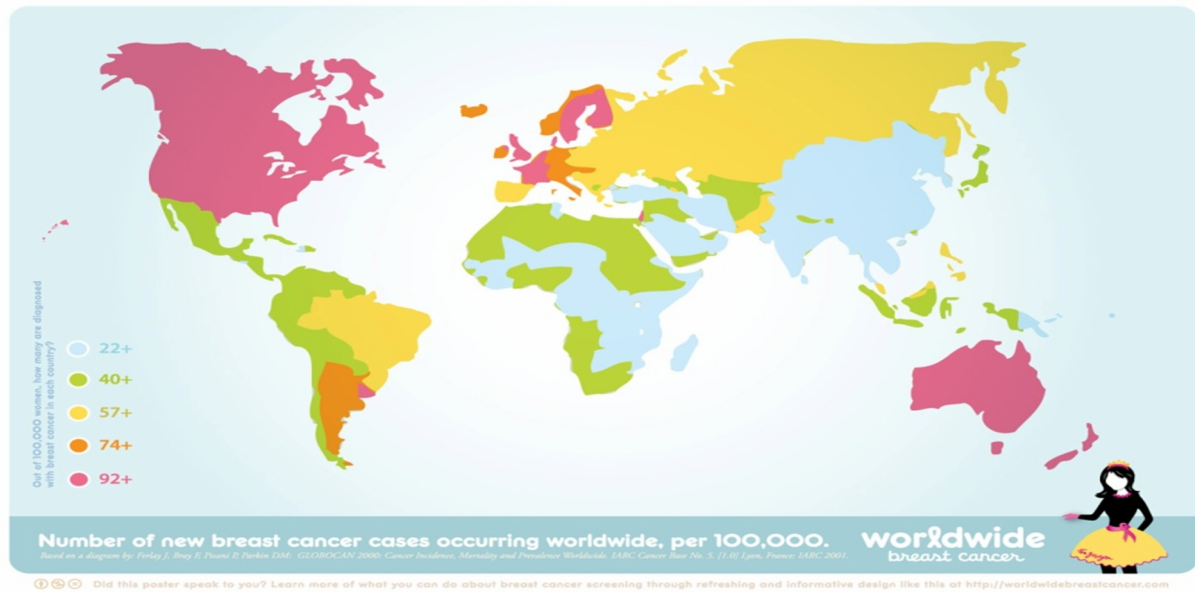 Out of 100,000 women, how many are diagnosed
with breast cancer in each country?
22+
40+
57+
74+
92+
Number of new breast cancer cases occurring worldwide, per 100,000.
Based on a diagram by: Ferlay J, Bray F, Pisani P, Parkin DM; GLOBOCAN 2000: Cancer Incidence, Mortality and Prevalence Worldwide. IARC Cancer Base No. 5. [1.0] Lyon, France: IARC 2001.
worldwide
breast cancer
Did this poster speak to you? Learn more of what you can do about breast cancer screening through refreshing and informative design like this at http://worldwidebreastcancer.com